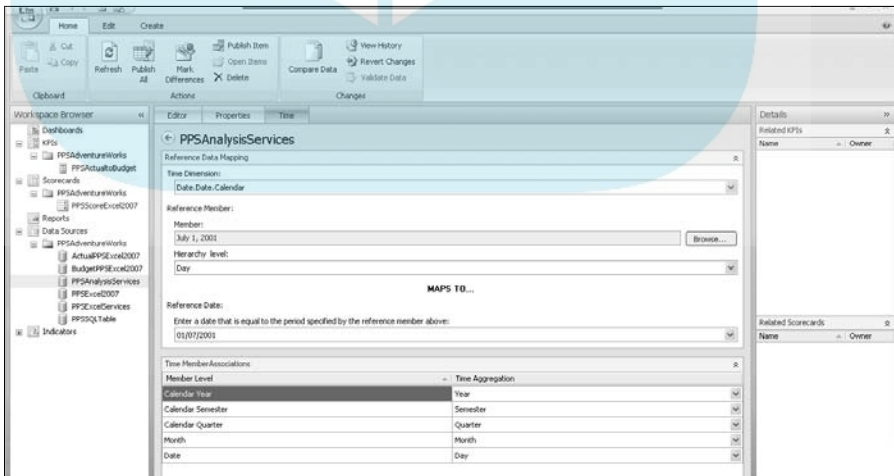 Home Edit Create
Paste
Cut
Copy
Clipboard
Refresh
Publish All
Mark Differences
Publish Item
Open Items
Delete
Actions
Compare Data
View History
Revert Changes
Validate Data
Changes
Workspace Browser
Dashboards
KPIs
PPSAdventureWorks
PPSActualtoBudget
Scorecards
PPSAdventureWorks
PPSScoreExcel2007
Reports
Data Sources
PPSAdventureWorks
ActualPPSExcel2007
BudgetPPSExcel2007
PPSAnalysisServices
PPSExcel2007
PPSExcelServices
PPSSQLTable
Indicators
Editor Properties Time
PPSAnalysisServices
Reference Data Mapping
Time Dimension:
Date.Date.Calendar
Reference Member:
Member:
July 1, 2001
Browse...
Hierarchy level:
Day
MAPS TO...
Reference Date:
Enter a date that is equal to the period specified by the reference member above:
01/07/2001
Time Member Associations
Member Level Time Aggregation
Calendar Year Year
Calendar Semester Semester
Calendar Quarter Quarter
Month Month
Date Day
Details
Related KPIs
Name Owner
Related Scorecards
Name Owner